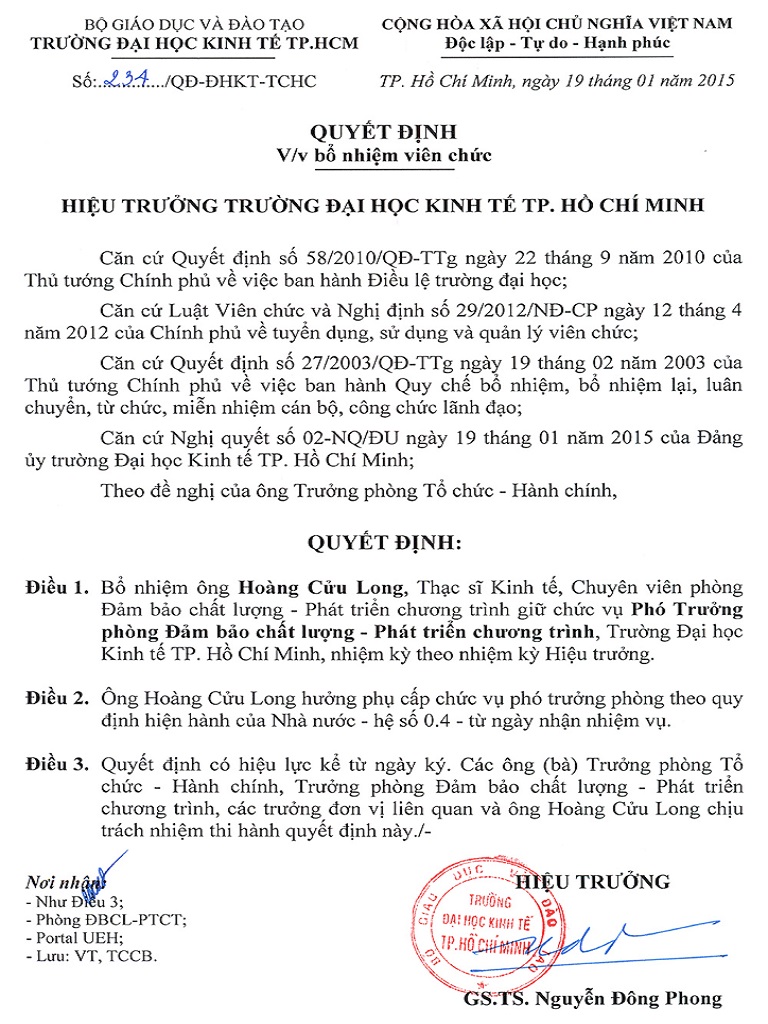 BỘ GIÁO DỤC VÀ ĐÀO TẠO
TRƯỜNG ĐẠI HỌC KINH TẾ TP.HCM
Số:..234../QĐ-ĐHKT-TCHC
CỘNG HÒA XÃ HỘI CHỦ NGHĨA VIỆT NAM
Độc lập - Tự do - Hạnh phúc
TP. Hồ Chí Minh, ngày 19 tháng 01 năm 2015
QUYẾT ĐỊNH
V/v bổ nhiệm viên chức
HIỆU TRƯỞNG TRƯỜNG ĐẠI HỌC KINH TẾ TP. HỒ CHÍ MINH
Căn cứ Quyết định số 58/2010/QĐ-TTg ngày 22 tháng 9 năm 2010 của
Thủ tướng Chính phủ về việc ban hành Điều lệ trường đại học;
Căn cứ Luật Viên chức và Nghị định số 29/2012/NĐ-CP ngày 12 tháng 4
năm 2012 của Chính phủ về tuyển dụng, sử dụng và quản lý viên chức;
Căn cứ Quyết định số 27/2003/QĐ-TTg ngày 19 tháng 02 năm 2003 của
Thủ tướng Chính phủ về việc ban hành Quy chế bổ nhiệm, bổ nhiệm lại, luân
chuyển, từ chức, miễn nhiệm cán bộ, công chức lãnh đạo;
Căn cứ Nghị quyết số 02-NQ/ĐU ngày 19 tháng 01 năm 2015 của Đảng
ủy trường Đại học Kinh tế TP. Hồ Chí Minh;
Theo đề nghị của ông Trưởng phòng Tổ chức - Hành chính,
QUYẾT ĐỊNH:
Điều 1. Bổ nhiệm ông Hoàng Cửu Long, Thạc sĩ Kinh tế, Chuyên viên phòng
Đảm bảo chất lượng - Phát triển chương trình giữ chức vụ Phó Trưởng
phòng Đảm bảo chất lượng - Phát triển chương trình, Trường Đại học
Kinh tế TP. Hồ Chí Minh, nhiệm kỳ theo nhiệm kỳ Hiệu trưởng.
Điều 2. Ông Hoàng Cửu Long hưởng phụ cấp chức vụ phó trưởng phòng theo quy
định hiện hành của Nhà nước - hệ số 0.4 - từ ngày nhận nhiệm vụ.
Điều 3. Quyết định có hiệu lực kể từ ngày ký. Các ông (bà) Trưởng phòng Tổ
chức - Hành chính, Trưởng phòng Đảm bảo chất lượng - Phát triển
chương trình, các trưởng đơn vị liên quan và ông Hoàng Cửu Long chịu
trách nhiệm thi hành quyết định này./-
Nơi nhận:
- Như Điều 3;
- Phòng ĐBCL-PTCT;
- Portal UEH;
- Lưu: VT, TCCB.
HIỆU TRƯỞNG
BỘ GIÁO DỤC VÀ ĐÀO TẠO
TRƯỜNG
ĐẠI HỌC KINH TẾ
TP.HỒ CHÍ MINH
GS.TS. Nguyễn Đông Phong